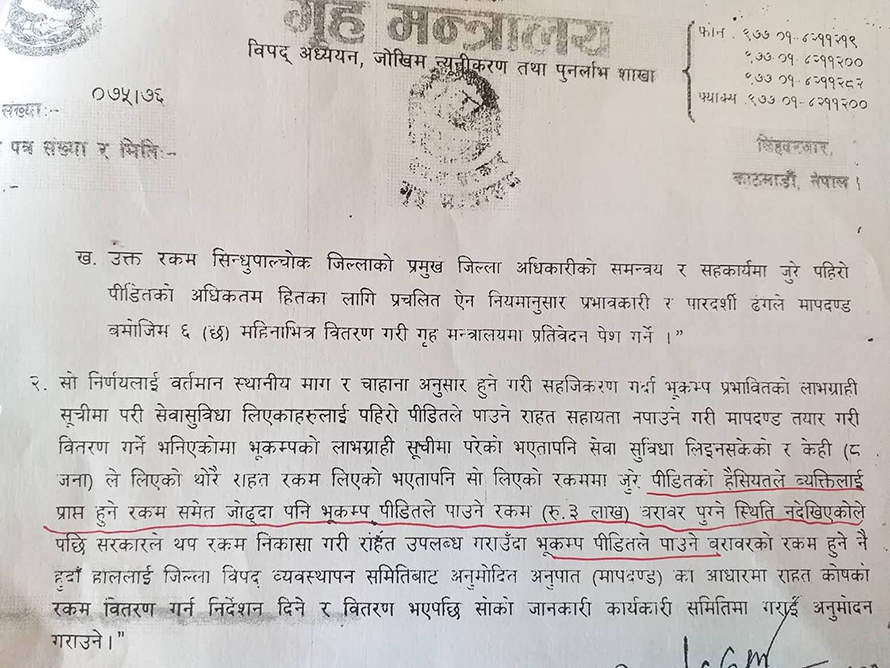 गृह मन्त्रालय
विपद् अध्ययन, जोखिम न्यूनीकरण तथा पुनर्लाभ शाखा
फोन . ९७७ ०१- ४२११२१९
९७७ ०१- ४२११२००
९७७ ०१- ४२११२८२
फ्याक्स .९७७ ०१- ४२११२००
संख्याः- ०७५।७६
पत्र संख्या र मितिः-
सिंहदरबार,
काठमाडौं, नेपाल ।
गृह मन्त्रालय
ख. उक्त रकम सिन्धुपाल्चोक जिल्लाको प्रमुख जिल्ला अधिकारीको समन्वय र सहकार्यमा जुरे पहिरो
पीडितको अधिकतम हितका लागि प्रचलित ऐन नियमानुसार प्रभावकारी र पारदर्शी ढंगले मापदण्ड
बमोजिम ६ (छ) महिनाभित्र वितरण गरी गृह मन्त्रालयमा प्रतिवेदन पेश गर्ने ।”
२. सो निर्णयलाई वर्तमान स्थानीय माग र चाहाना अनुसार हुने गरी सहजिकरण गर्दा भूकम्प प्रभावितको लाभग्राही
सूचीमा परी सेवासुविधा लिएकाहरुलाई पहिरो पीडितले पाउने राहत सहायता नपाउने गरी मापदण्ड तयार गरी
वितरण गर्ने भनिएकोमा भूकम्पको लाभग्राही सूचीमा परेको भएतापनि सेवा सुविधा लिइनसकेको र केही (८
जना) ले लिएको थोरै राहत रकम लिएको भएतापनि सो लिएको रकममा जुरे पीडितको हैसियतले व्यक्तिलाई
प्राप्त हुने रकम समेत जोढ्दा पनि भूकम्प पीडितले पाउने रकम (रु.३ लाख) वरावर पुग्ने स्थिति नदेखिएकोले
पछि सरकारले थप रकम निकासा गरी राहत उपलब्ध गराउँदा भूकम्प पीडितले पाउने वरावरको रकम हुने नै
हुदाँ हाललाई जिल्ला विपद् व्यवस्थापन समितिबाट अनुमोदित अनुपात (मापदण्ड) का आधारमा राहत कोषको
रकम वितरण गर्न निर्देशन दिने र वितरण भएपछि सोको जानकारी कार्यकारी समितिमा गराई अनुमोदन
गराउने ।”